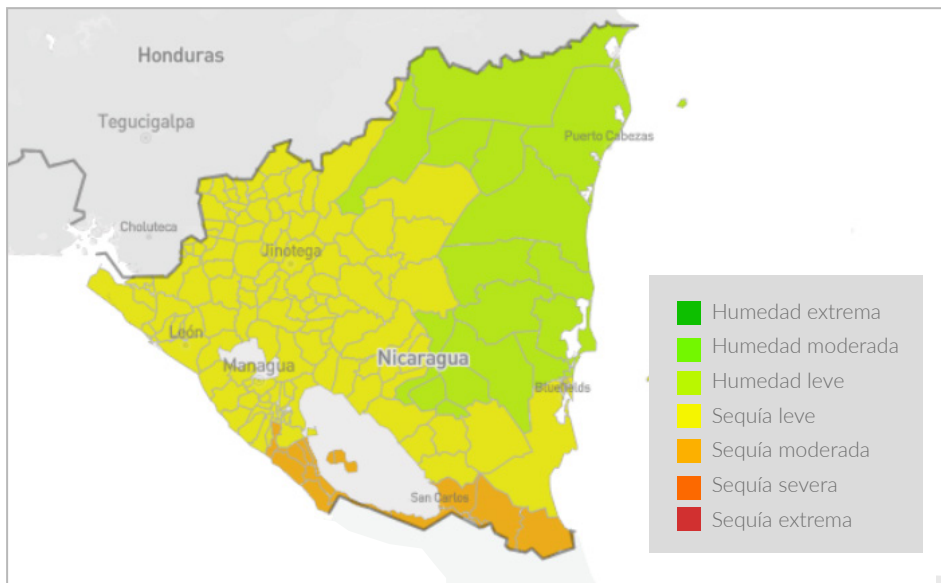 Honduras
Tegucigalpa
Puerto Cabezas
Choluteca
Jinotega
León
Managua
Nicaragua
Bluefields
San Carlos
Humedad extrema
Humedad moderada
Humedad leve
Sequía leve
Sequía moderada
Sequía severa
Sequía extrema